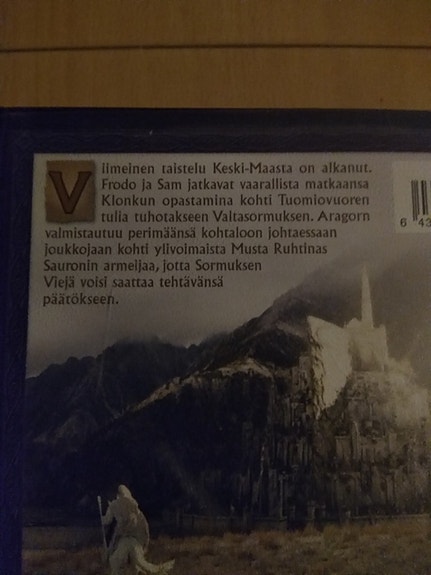 Viimeinen taistelu Keski-Maasta on alkanut.
Frodo ja Sam jatkavat vaarallista matkaansa
Klonkun opastamina kohti Tuomiovuoren
tulia tuhotakseen Valtasormuksen. Aragorn
valmistautuu perimäänsä kohtaloon johtaessaan
joukkojaan kohti ylivoimaista Musta Ruhtinas
Sauronin armeijaa, jotta Sormuksen
Viejä voisi saattaa tehtävänsä
päätökseen.
6 43